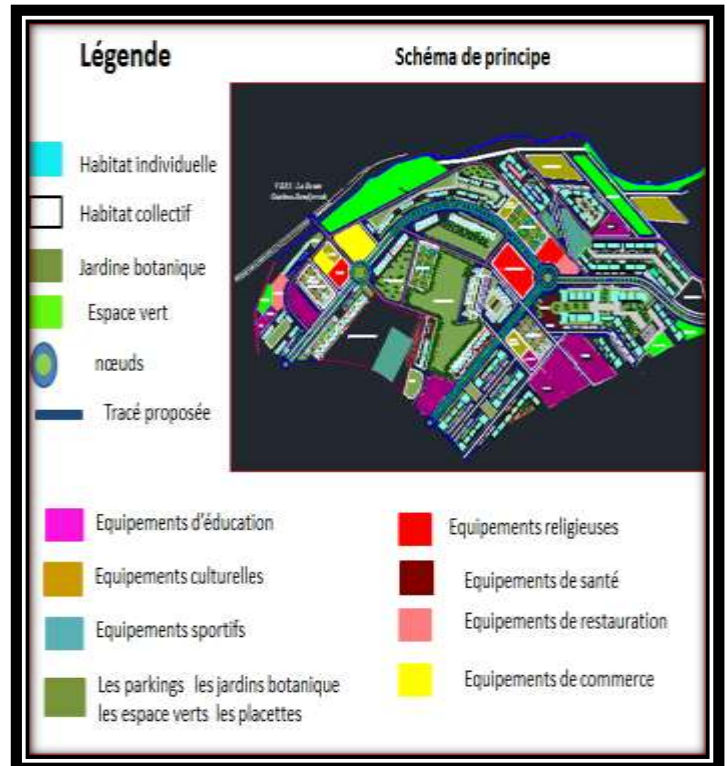 Légende
Schéma de principe
Habitat individuelle
Habitat collectif
Jardine botanique
Espace vert
nœuds
Tracé proposée
Equipements d'éducation
Equipements culturelles
Equipements sportifs
Les parkings les jardins botanique
les espace verts les placettes
Equipements religieuses
Equipements de santé
Equipements de restauration
Equipements de commerce